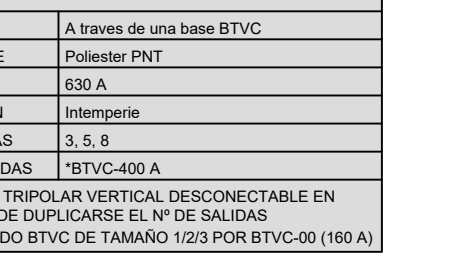 A traves de una base BTVC
E Poliester PNT
630 A
N Intemperie
AS 3, 5, 8
DAS *BTVC-400 A
TRIPOLAR VERTICAL DESCONECTABLE EN
DE DUPLICARSE EL Nº DE SALIDAS
DO BTVC DE TAMAÑO 1/2/3 POR BTVC-00 (160 A)